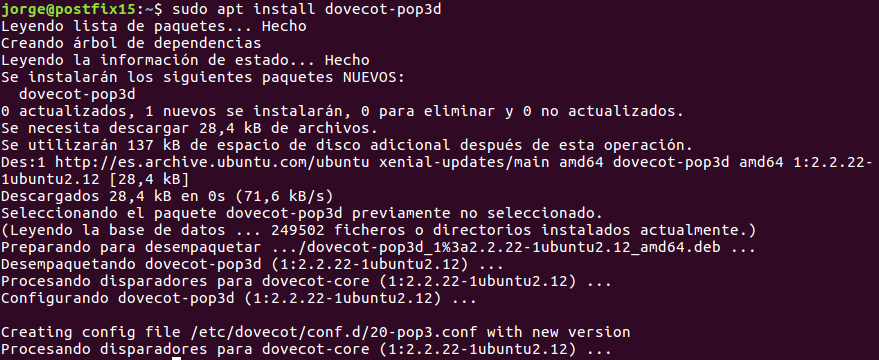 jorge@postfix15:~$ sudo apt install dovecot-pop3d
Leyendo lista de paquetes... Hecho
Creando árbol de dependencias
Leyendo la información de estado... Hecho
Se instalarán los siguientes paquetes NUEVOS:
  dovecot-pop3d
0 actualizados, 1 nuevos se instalarán, 0 para eliminar y 0 no actualizados.
Se necesita descargar 28,4 kB de archivos.
Se utilizarán 137 kB de espacio de disco adicional después de esta operación.
Des:1 http://es.archive.ubuntu.com/ubuntu xenial-updates/main amd64 dovecot-pop3d amd64 1:2.2.22-
1ubuntu2.12 [28,4 kB]
Descargados 28,4 kB en 0s (71,6 kB/s)
Seleccionando el paquete dovecot-pop3d previamente no seleccionado.
(Leyendo la base de datos ... 249502 ficheros o directorios instalados actualmente.)
Preparando para desempaquetar .../dovecot-pop3d_1%3a2.2.22-1ubuntu2.12_amd64.deb ...
Desempaquetando dovecot-pop3d (1:2.2.22-1ubuntu2.12) ...
Procesando disparadores para dovecot-core (1:2.2.22-1ubuntu2.12) ...
Configurando dovecot-pop3d (1:2.2.22-1ubuntu2.12) ...

Creating config file /etc/dovecot/conf.d/20-pop3.conf with new version
Procesando disparadores para dovecot-core (1:2.2.22-1ubuntu2.12) ...